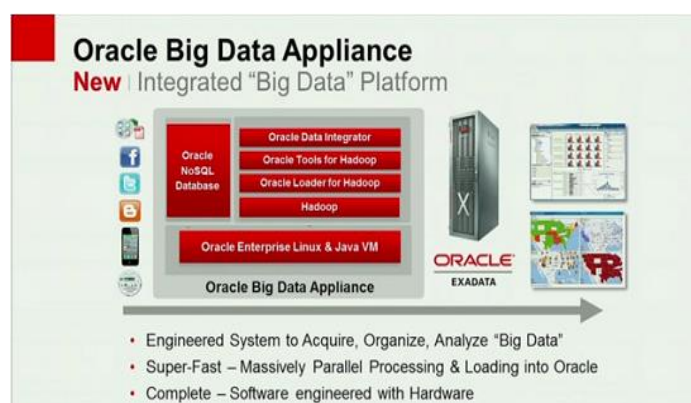 Oracle Big Data Appliance
New | Integrated “Big Data” Platform
Oracle
NoSQL
Database
Oracle Data Integrator
Oracle Tools for Hadoop
Oracle Loader for Hadoop
Hadoop
Oracle Enterprise Linux & Java VM
Oracle Big Data Appliance
X
ORACLE
EXADATA
• Engineered System to Acquire, Organize, Analyze “Big Data”
• Super-Fast – Massively Parallel Processing & Loading into Oracle
• Complete – Software engineered with Hardware